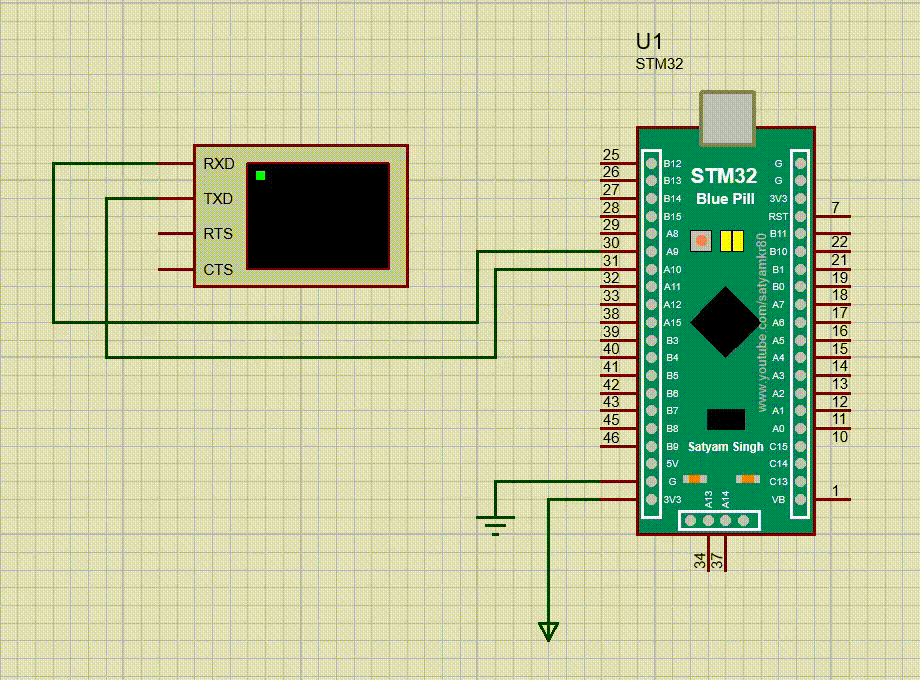 U1
STM32
RXD
TXD
RTS
CTS
25 B12
26 B13
27 B14
28 B15
29 A8
30 A9
31 A10
32 A11
33 A12
38 A15
39 B3
40 B4
41 B5
42 B6
43 B7
45 B8
46 B9
5V
G
3V3
STM32
Blue Pill
www.youtube.com/satyamkr80
Satyam Singh
A13
A14
34
37
G
G
3V3
RST 7
B11
B10 22
B1 21
B0 19
A7 18
A6 17
A5 16
A4 15
A3 14
A2 13
A1 12
A0 11
C15 10
C14
C13
VB 1